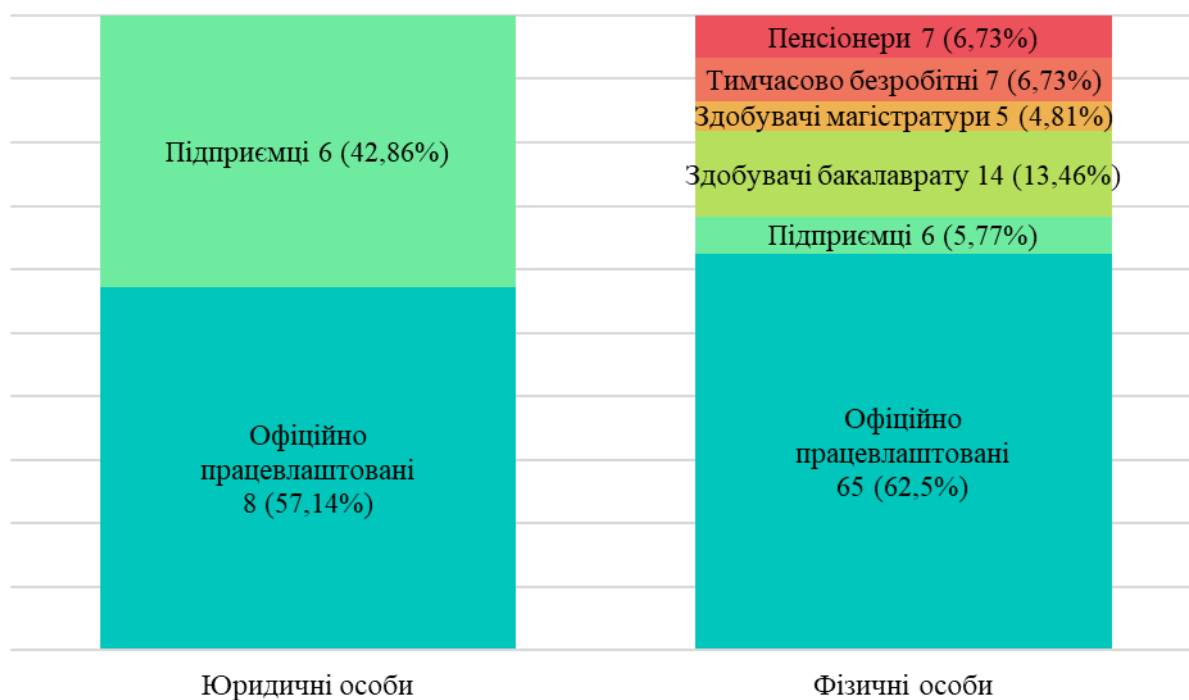 Підприємці 6 (42,86%)
Офіційно
працевлаштовані
8 (57,14%)
Пенсіонери 7 (6,73%)
Тимчасово безробітні 7 (6,73%)
Здобувачі магістратури 5 (4,81%)
Здобувачі бакалаврату 14 (13,46%)
Підприємці 6 (5,77%)
Офіційно
працевлаштовані
65 (62,5%)
Юридичні особи
Фізичні особи